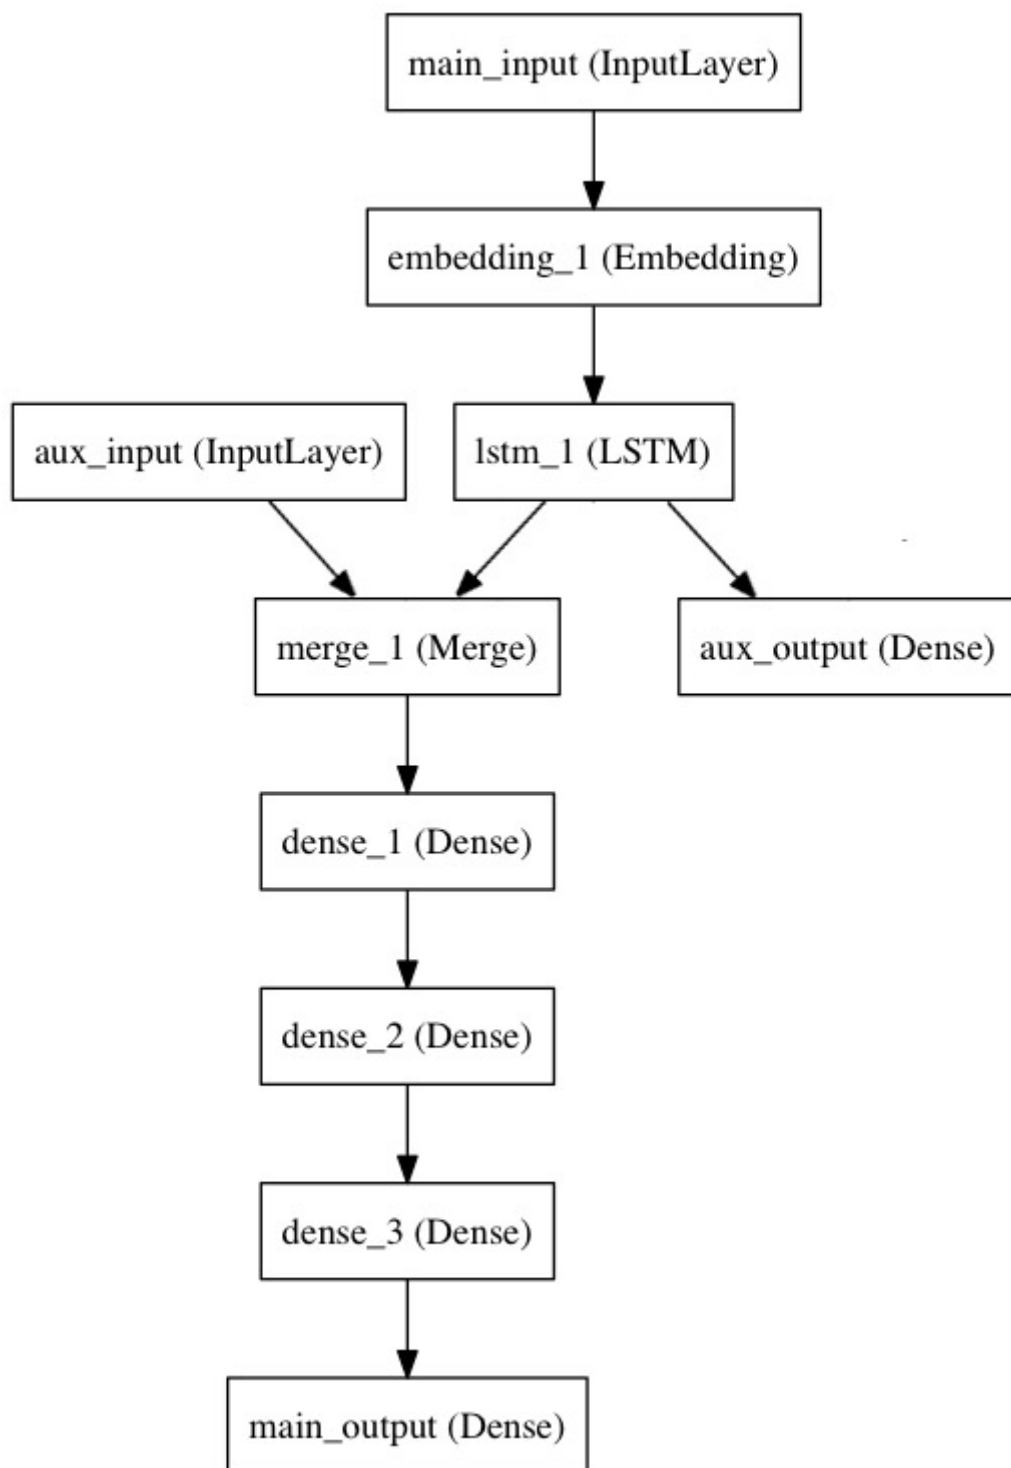 main_input (InputLayer)
embedding_1 (Embedding)
aux_input (InputLayer)
lstm_1 (LSTM)
merge_1 (Merge)
aux_output (Dense)
dense_1 (Dense)
dense_2 (Dense)
dense_3 (Dense)
main_output (Dense)